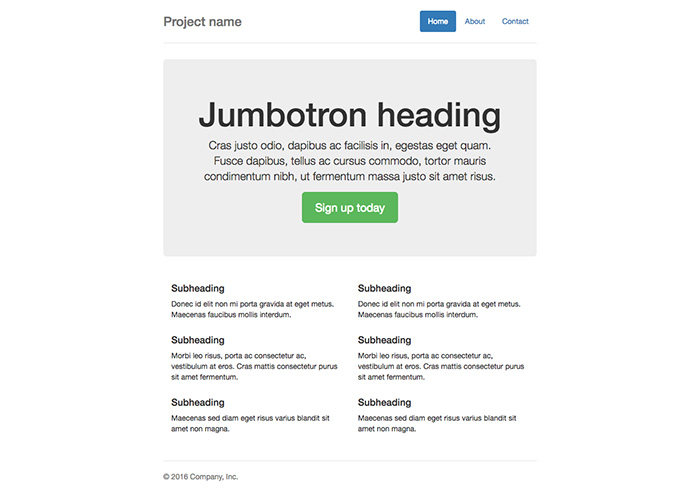 Project name
Home About Contact
Jumbotron heading
Cras justo odio, dapibus ac facilisis in, egestas eget quam.
Fusce dapibus, tellus ac cursus commodo, tortor mauris
condimentum nibh, ut fermentum massa justo sit amet risus.
Sign up today
Subheading
Donec id elit non mi porta gravida at eget metus.
Maecenas faucibus mollis interdum.
Subheading
Morbi leo risus, porta ac consectetur ac,
vestibulum at eros. Cras mattis consectetur purus
sit amet fermentum.
Subheading
Maecenas sed diam eget risus varius blandit sit
amet non magna.
Subheading
Donec id elit non mi porta gravida at eget metus.
Maecenas faucibus mollis interdum.
Subheading
Morbi leo risus, porta ac consectetur ac,
vestibulum at eros. Cras mattis consectetur purus
sit amet fermentum.
Subheading
Maecenas sed diam eget risus varius blandit sit
amet non magna.
© 2016 Company, Inc.